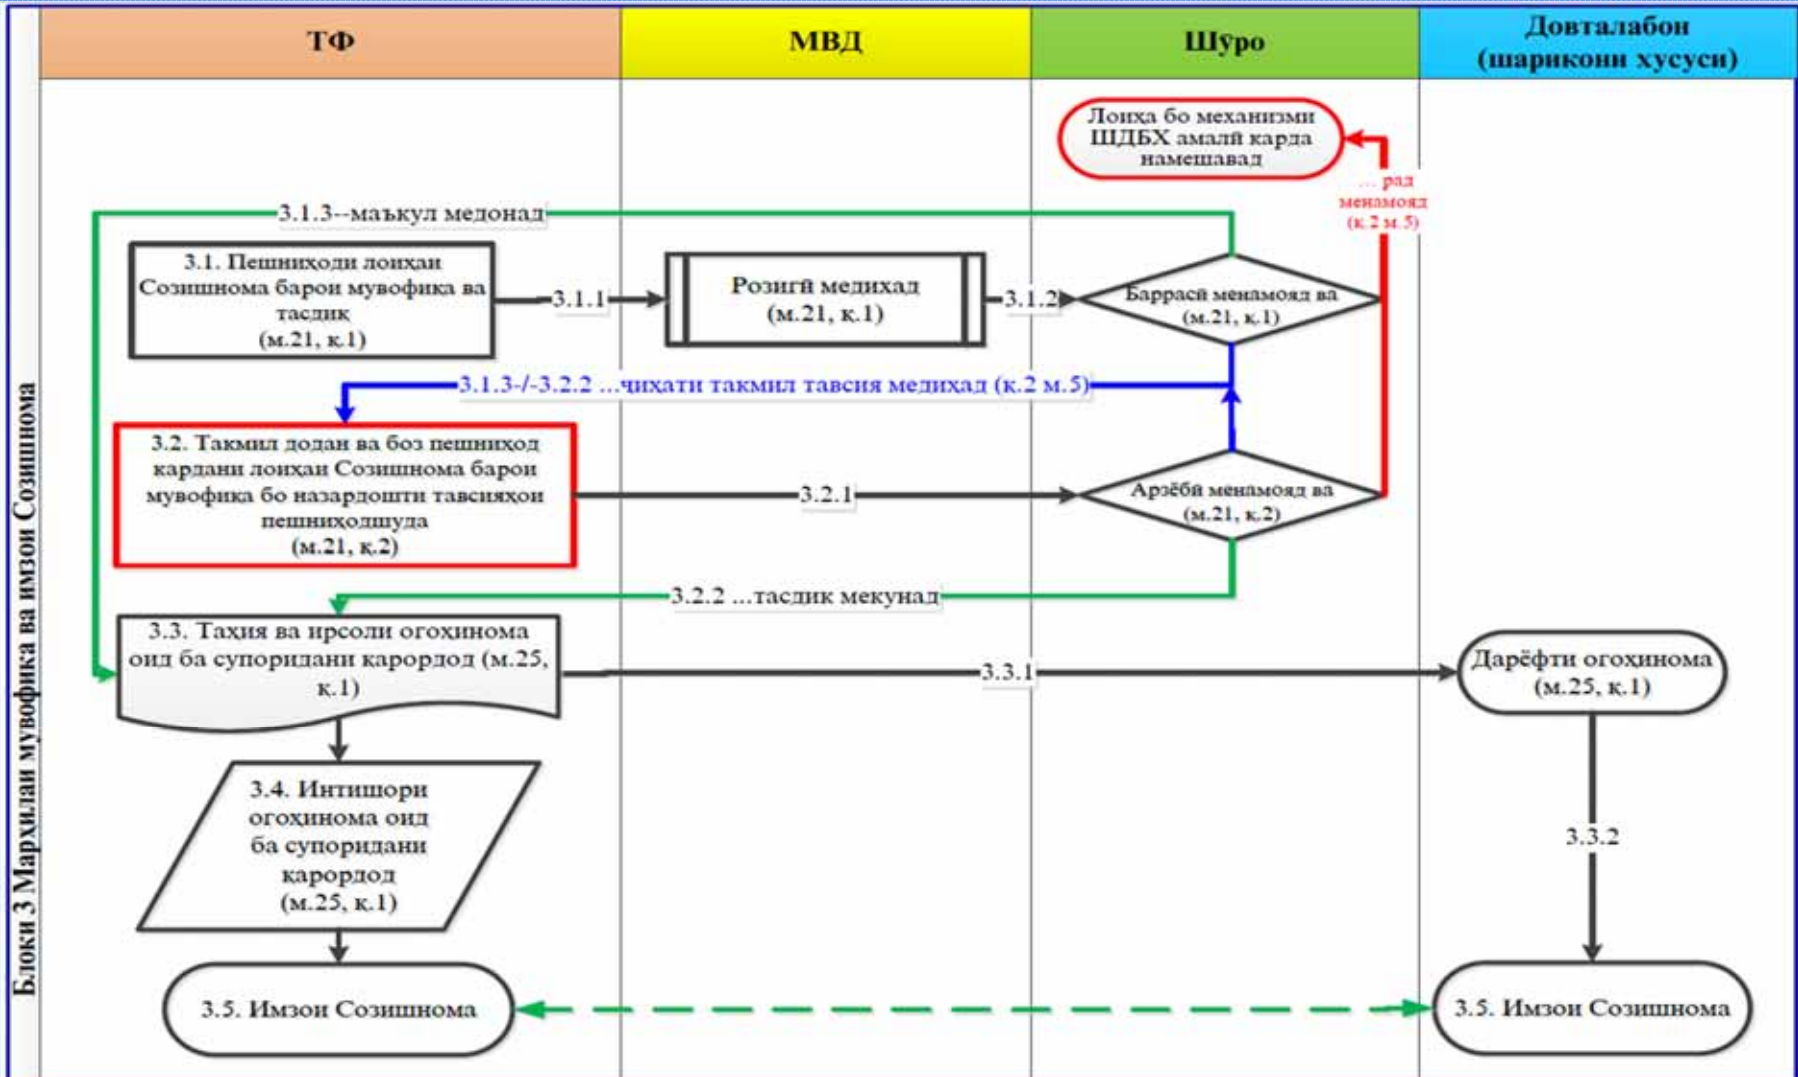 ТФ
МВД
Шӯро
Довталабон
(шарикони хусуси)
Блоки 3 Марҳилаи мувофиқа ва имзои Созишнома
Лоиҳа бо механизми
ШДБХ амалӣ карда
намешавад
... рад
менамояд
(қ.2 м.5)
3.1.3--маъкул медонад
3.1. Пешниҳоди лоиҳаи
Созишнома барои мувофиқа ва
тасдиқ
(м.21, қ.1)
3.1.1
Розигӣ медихад
(м.21, қ.1)
3.1.2
Баррасӣ менамояд ва
(м.21, қ.1)
3.1.3-/-3.2.2 ...ҷиҳати такмил тавсия медиҳад (қ.2 м.5)
3.2. Такмил додан ва боз пешниҳод
кардани лоиҳаи Созишнома барои
мувофиқа бо назардошти тавсияҳои
пешниҳодшуда
(м.21, қ.2)
3.2.1
Арзёбӣ менамояд ва
(м.21, қ.2)
3.2.2 ...тасдик мекунад
3.3. Таҳия ва ирсоли огоҳинома
оид ба супоридани қарордод (м.25,
қ.1)
3.3.1
Дарёфти огоҳинома
(м.25, қ.1)
3.4. Интишори
огоҳинома оид
ба супоридани
қарордод
(м.25, қ.1)
3.3.2
3.5. Имзои Созишнома
3.5. Имзои Созишнома